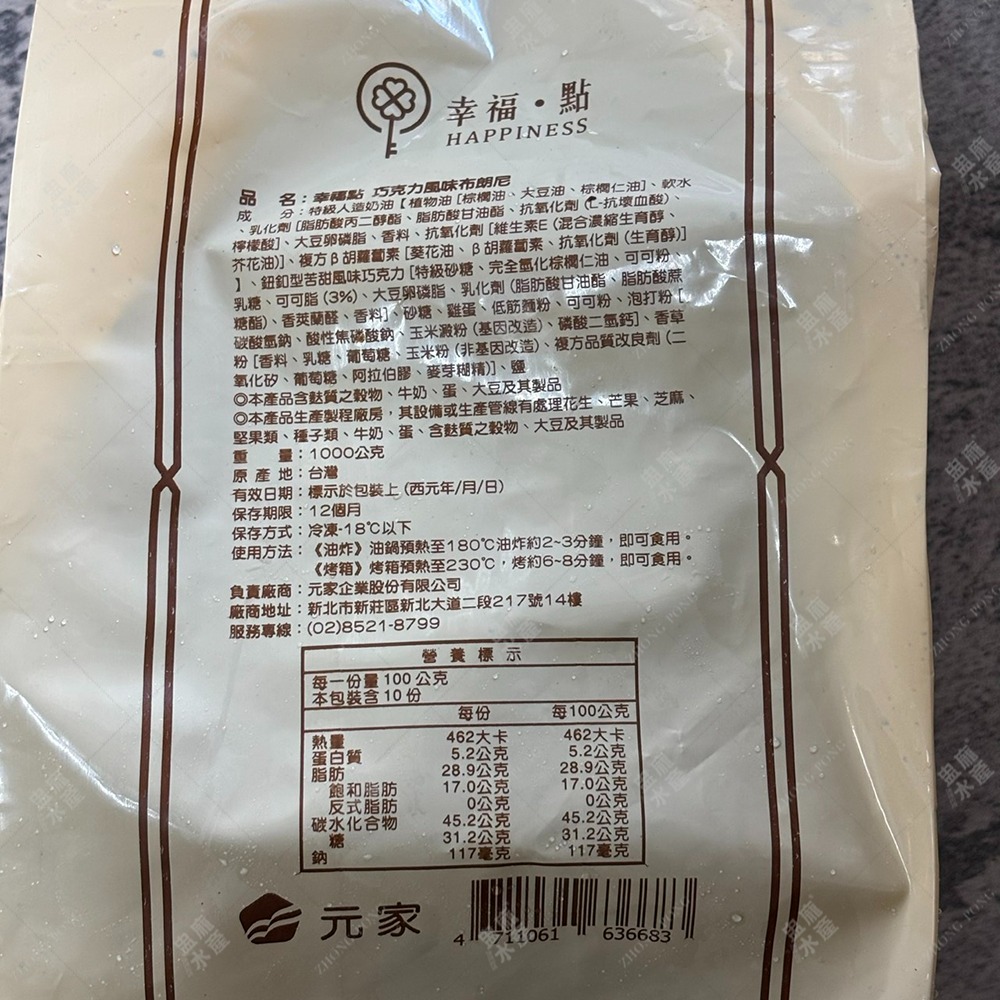 幸福・點
HAPPINESS
品　名：幸福點 巧克力風味布朗尼
成　分：特級人造奶油【植物油［棕櫚油、大豆油、棕櫚仁油］、軟水
、乳化劑［脂肪酸丙二醇酯、脂肪酸甘油酯、抗氧化劑（L-抗壞血酸）、
檸檬酸］、大豆卵磷脂、香料、抗氧化劑［維生素E（混合濃縮生育醇、
芥花油）］、複方β胡蘿蔔素［葵花油、β胡蘿蔔素、抗氧化劑（生育醇）］
】、鈕釦型苦甜風味巧克力［特級砂糖、完全氫化棕櫚仁油、可可粉、
乳糖、可可脂（3%）、大豆卵磷脂、乳化劑（脂肪酸甘油酯、脂肪酸蔗
糖酯）、香莢蘭醛、香料］、砂糖、雞蛋、低筋麵粉、可可粉、泡打粉［
碳酸氫鈉、酸性焦磷酸鈉、玉米澱粉（基因改造）、磷酸二氫鈣］、香草
粉［香料、乳糖、葡萄糖、玉米粉（非基因改造）、複方品質改良劑（二
氧化矽、葡萄糖、阿拉伯膠、麥芽糊精）］、鹽
◎本產品含麩質之穀物、牛奶、蛋、大豆及其製品
◎本產品生產製程廠房，其設備或生產管線有處理花生、芒果、芝麻、
堅果類、種子類、牛奶、蛋、含麩質之穀物、大豆及其製品
重　量：1000公克
原 產 地：台灣
有效日期：標示於包裝上（西元年/月/日）
保存期限：12個月
保存方式：冷凍-18℃以下
使用方法：《油炸》油鍋預熱至180℃油炸約2~3分鐘，即可食用。
《烤箱》烤箱預熱至230℃，烤約6~8分鐘，即可食用。
負責廠商：元家企業股份有限公司
廠商地址：新北市新莊區新北大道二段217號14樓
服務專線：(02)8521-8799
營 養 標 示
每一份量 100 公克
本包裝含 10 份
每份 每100公克
熱量 462大卡 462大卡
蛋白質 5.2公克 5.2公克
脂肪 28.9公克 28.9公克
飽和脂肪 17.0公克 17.0公克
反式脂肪 0公克 0公克
碳水化合物 45.2公克 45.2公克
糖 31.2公克 31.2公克
鈉 117毫克 117毫克
元家
4 711061 636683
ZHONG PONG